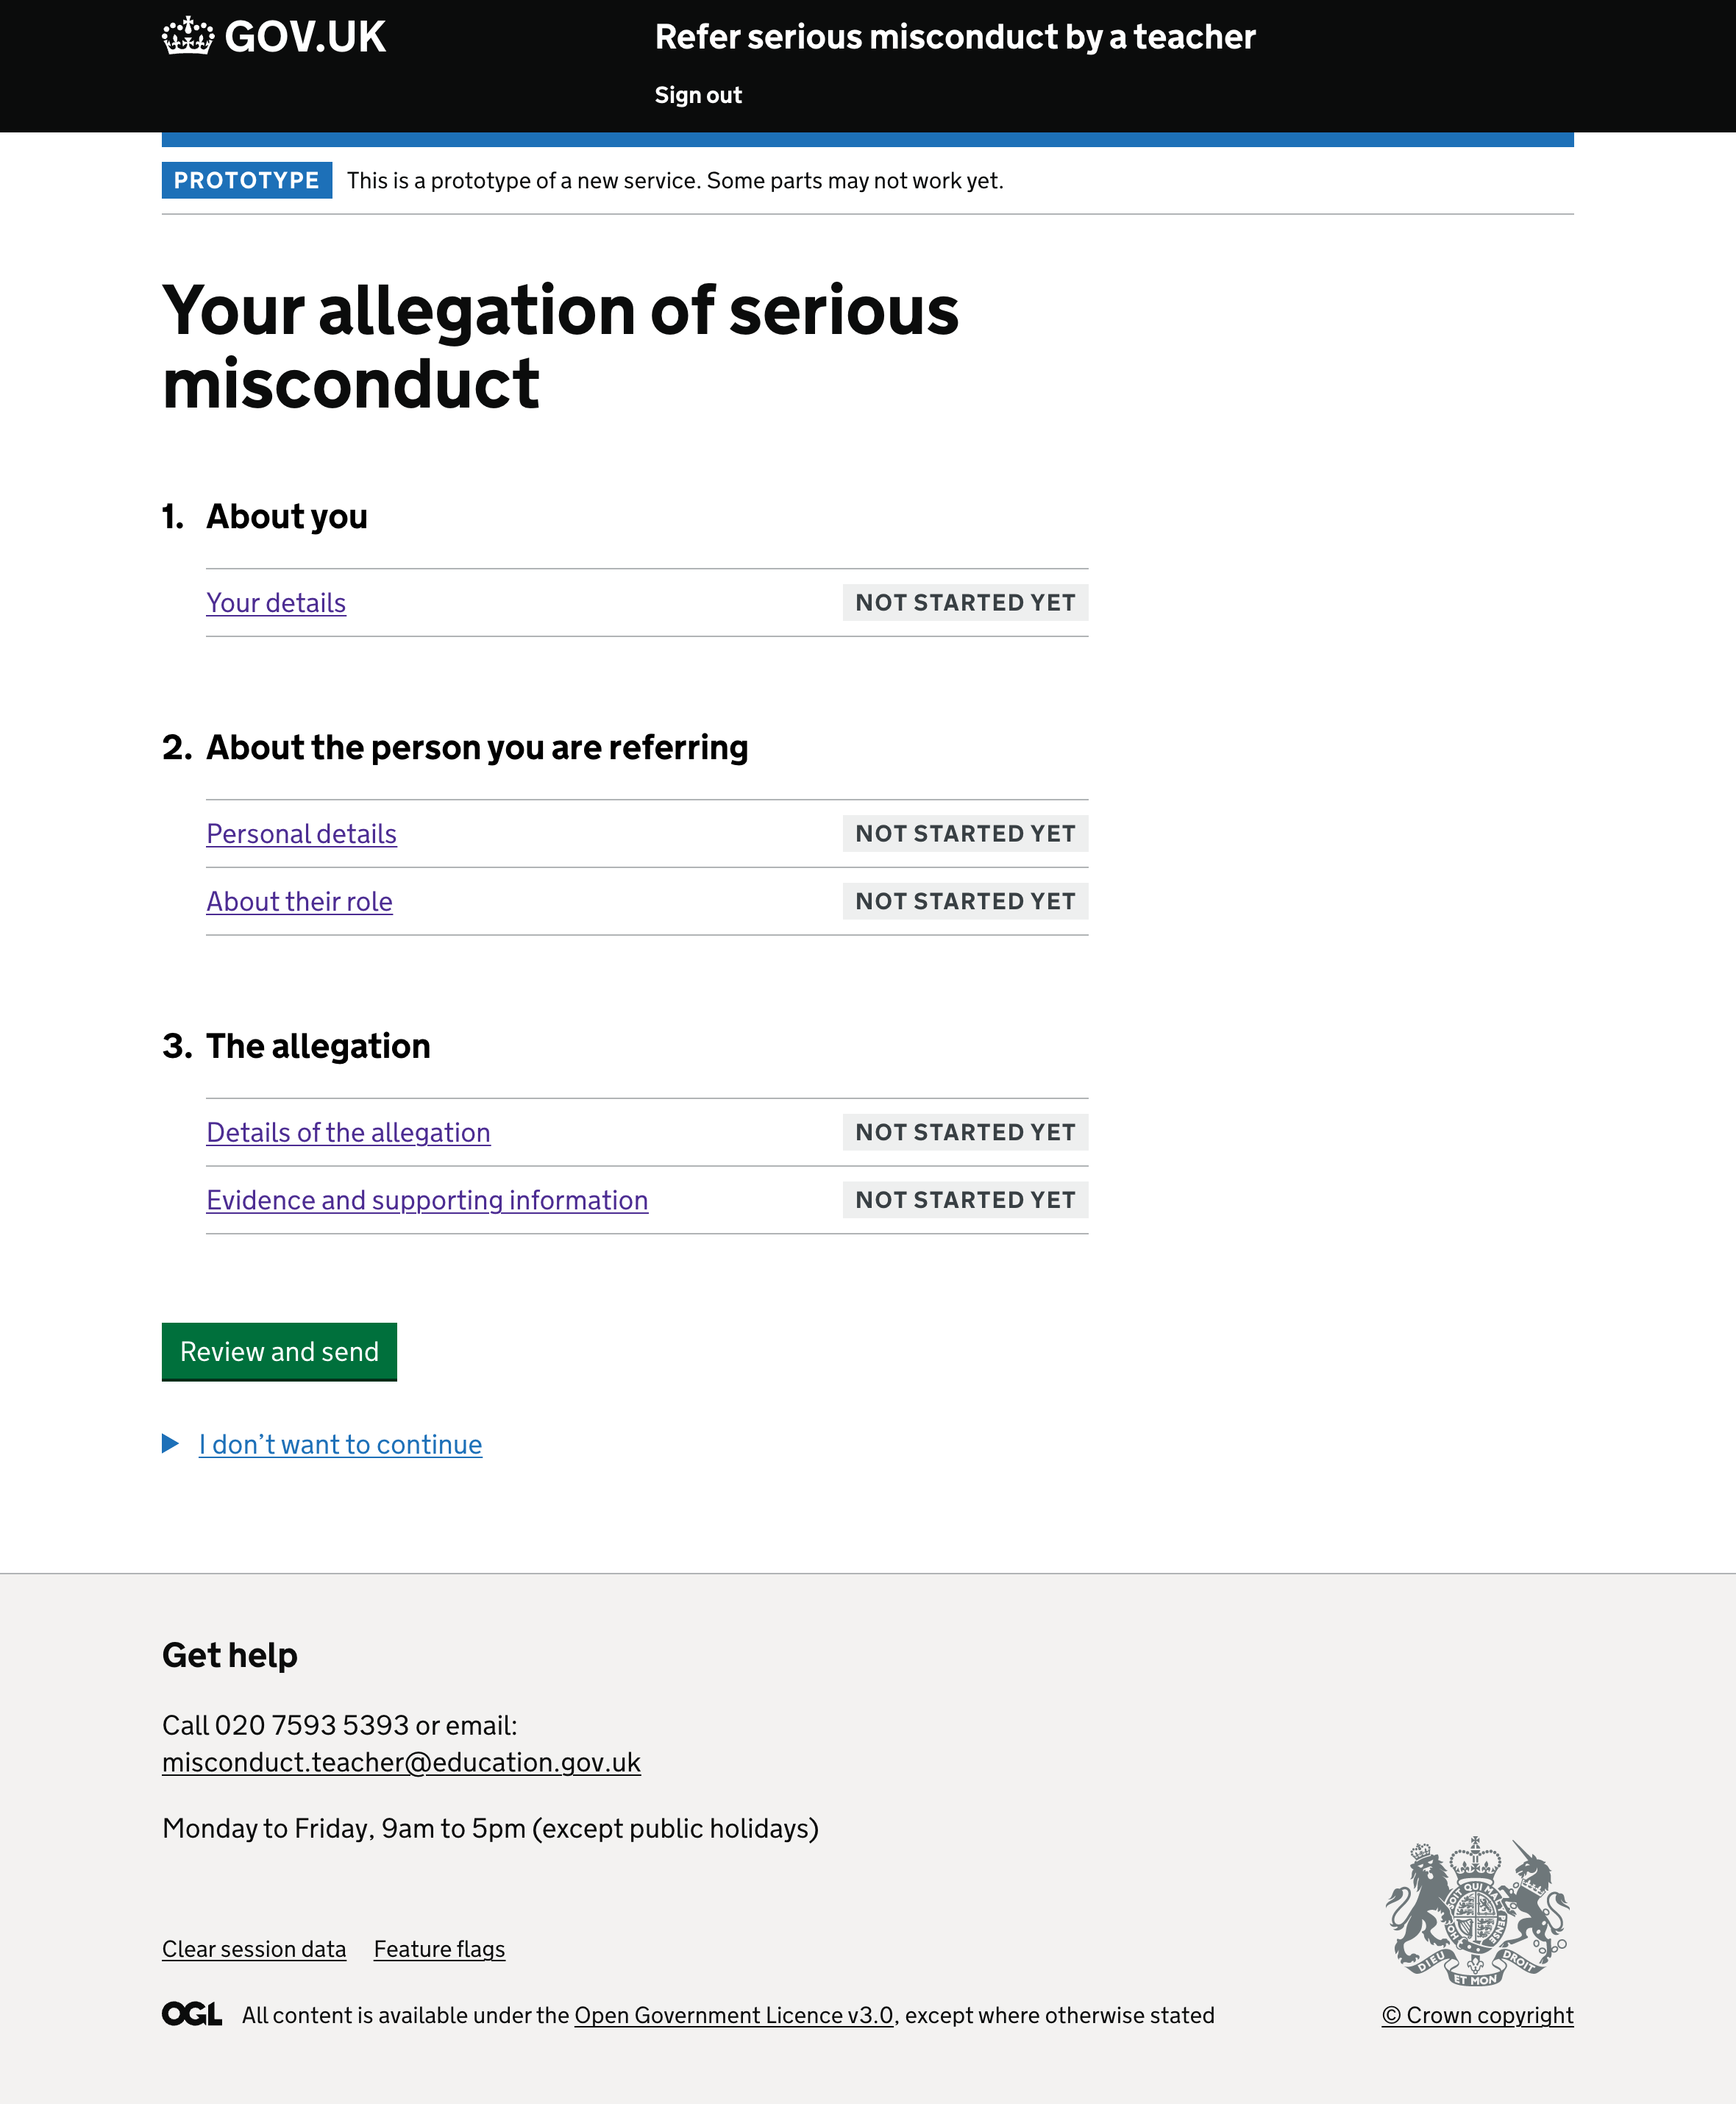 GOV.UK
Refer serious misconduct by a teacher
Sign out
PROTOTYPE
This is a prototype of a new service. Some parts may not work yet.
Your allegation of serious
misconduct
1. About you
Your details
NOT STARTED YET
2. About the person you are referring
Personal details
NOT STARTED YET
About their role
NOT STARTED YET
3. The allegation
Details of the allegation
NOT STARTED YET
Evidence and supporting information
NOT STARTED YET
Review and send
I don’t want to continue
Get help
Call 020 7593 5393 or email:
misconduct.teacher@education.gov.uk
Monday to Friday, 9am to 5pm (except public holidays)
DIEU ET MON DROIT
Clear session data Feature flags
OGL All content is available under the Open Government Licence v3.0, except where otherwise stated
© Crown copyright